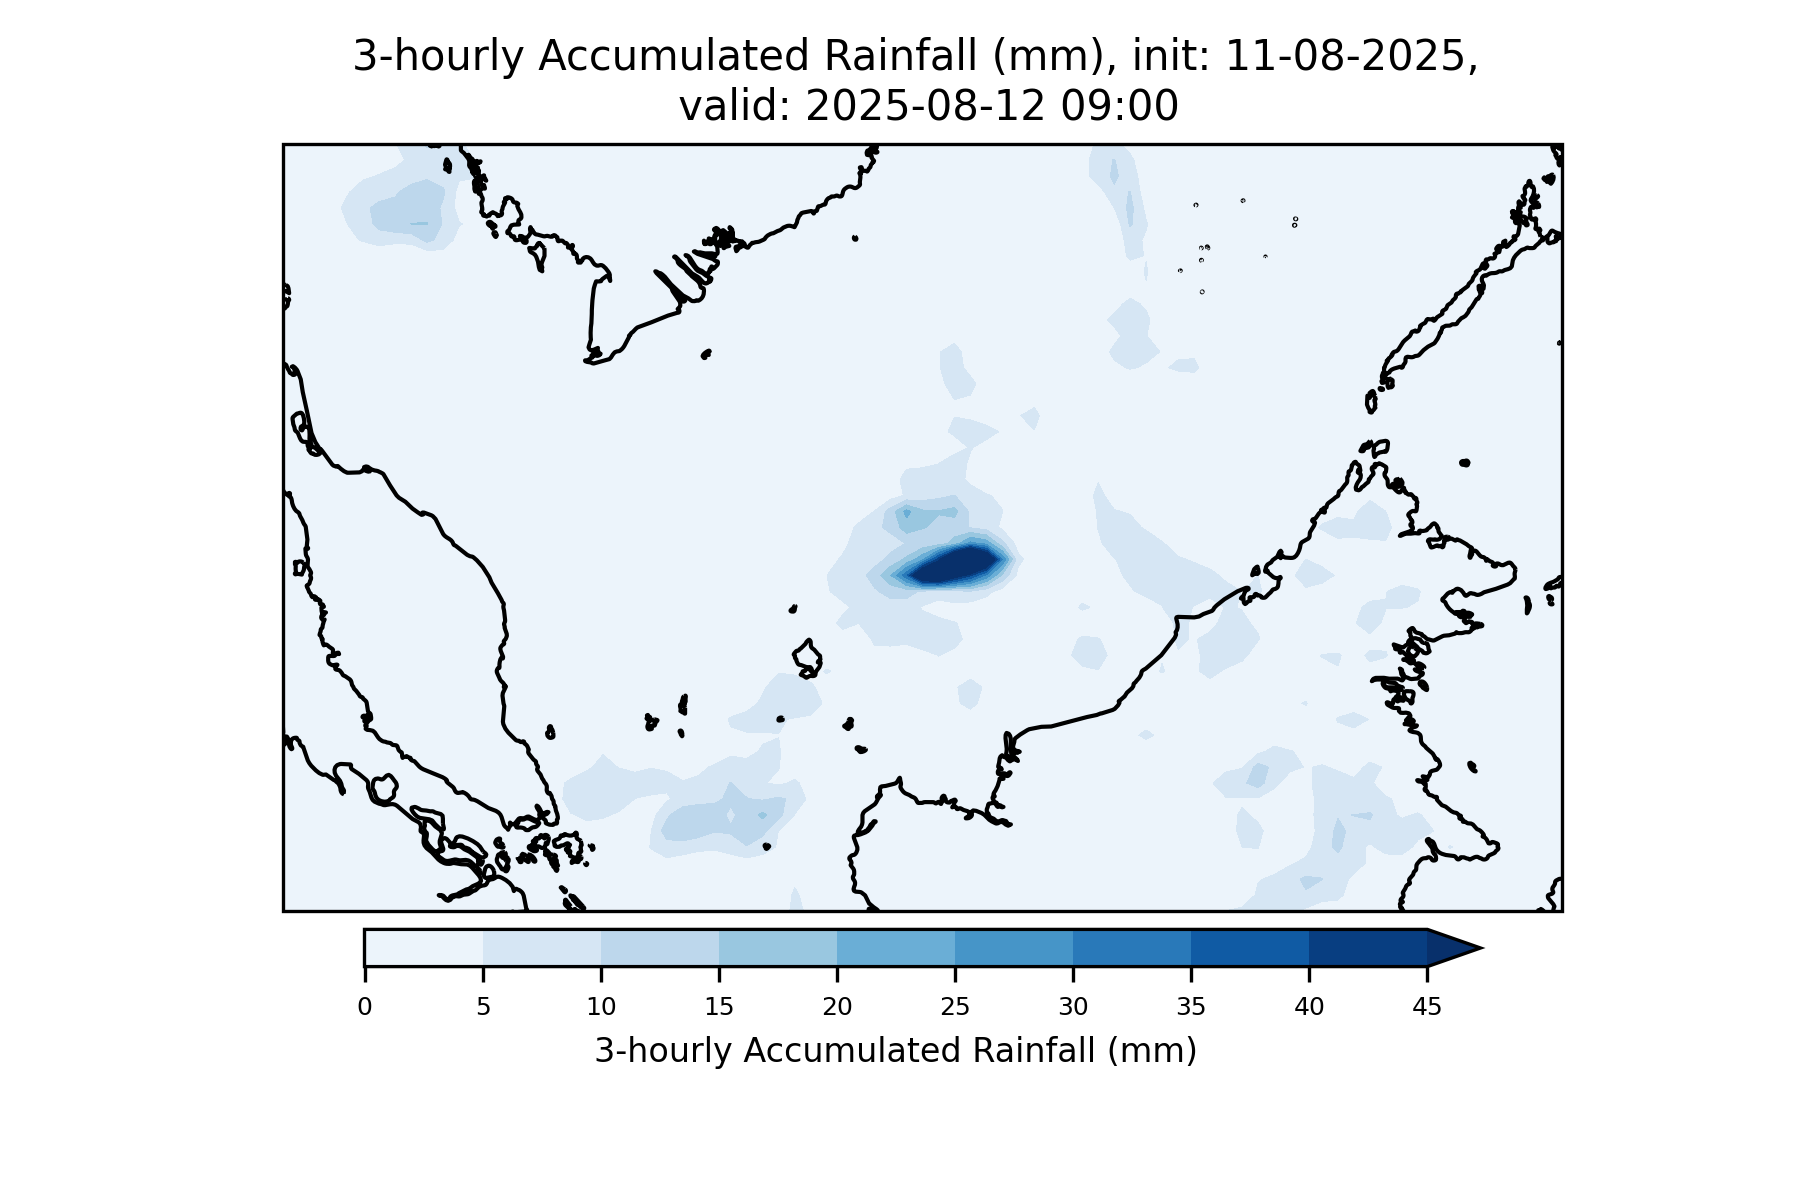 3-hourly Accumulated Rainfall (mm), init: 11-08-2025,
valid: 2025-08-12 09:00
0 5 10 15 20 25 30 35 40 45
3-hourly Accumulated Rainfall (mm)